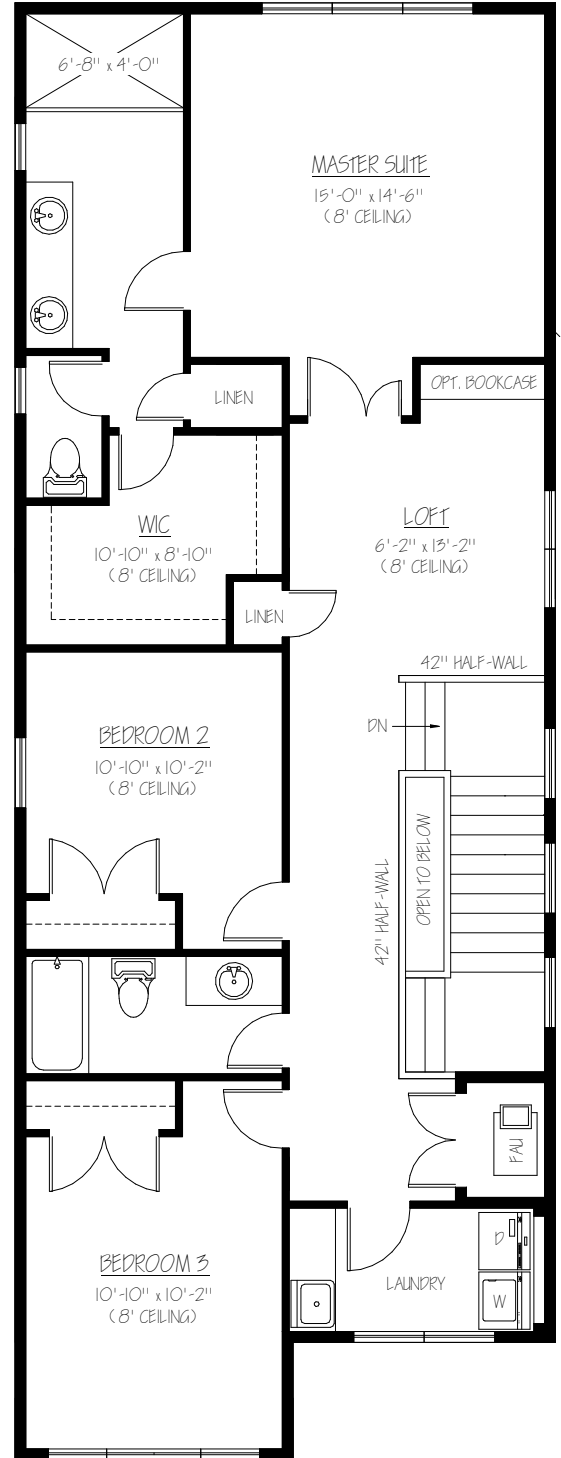 6'-8" x 4'-0"
MASTER SUITE
15'-0" x 14'-6"
(8' CEILING)
OPT. BOOKCASE
LINEN
WIC
10'-10" x 8'-10"
(8' CEILING)
LOFT
6'-2" x 13'-2"
(8' CEILING)
LINEN
42" HALF-WALL
DN
BEDROOM 2
10'-10" x 10'-2"
(8' CEILING)
OPEN TO BELOW
42" HALF-WALL
FAU
BEDROOM 3
10'-10" x 10'-2"
(8' CEILING)
LAUNDRY
D
W